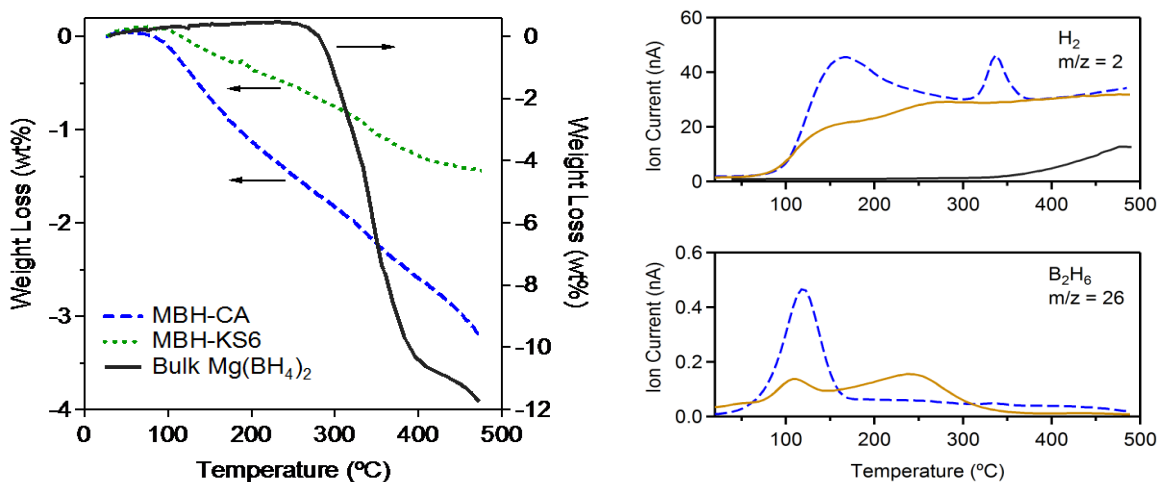 Weight Loss (wt%)
0
-1
-2
-3
-4
0
-2
-4
-6
-8
-10
-12
Weight Loss (wt%)
MBH-CA
MBH-KS6
Bulk Mg(BH₄)₂
0 100 200 300 400 500
Temperature (ºC)
Ion Current (nA)
60
40
20
0
H₂
m/z = 2
100 200 300 400 500
Ion Current (nA)
0.6
0.4
0.2
0.0
B₂H₆
m/z = 26
100 200 300 400 500
Temperature (ºC)